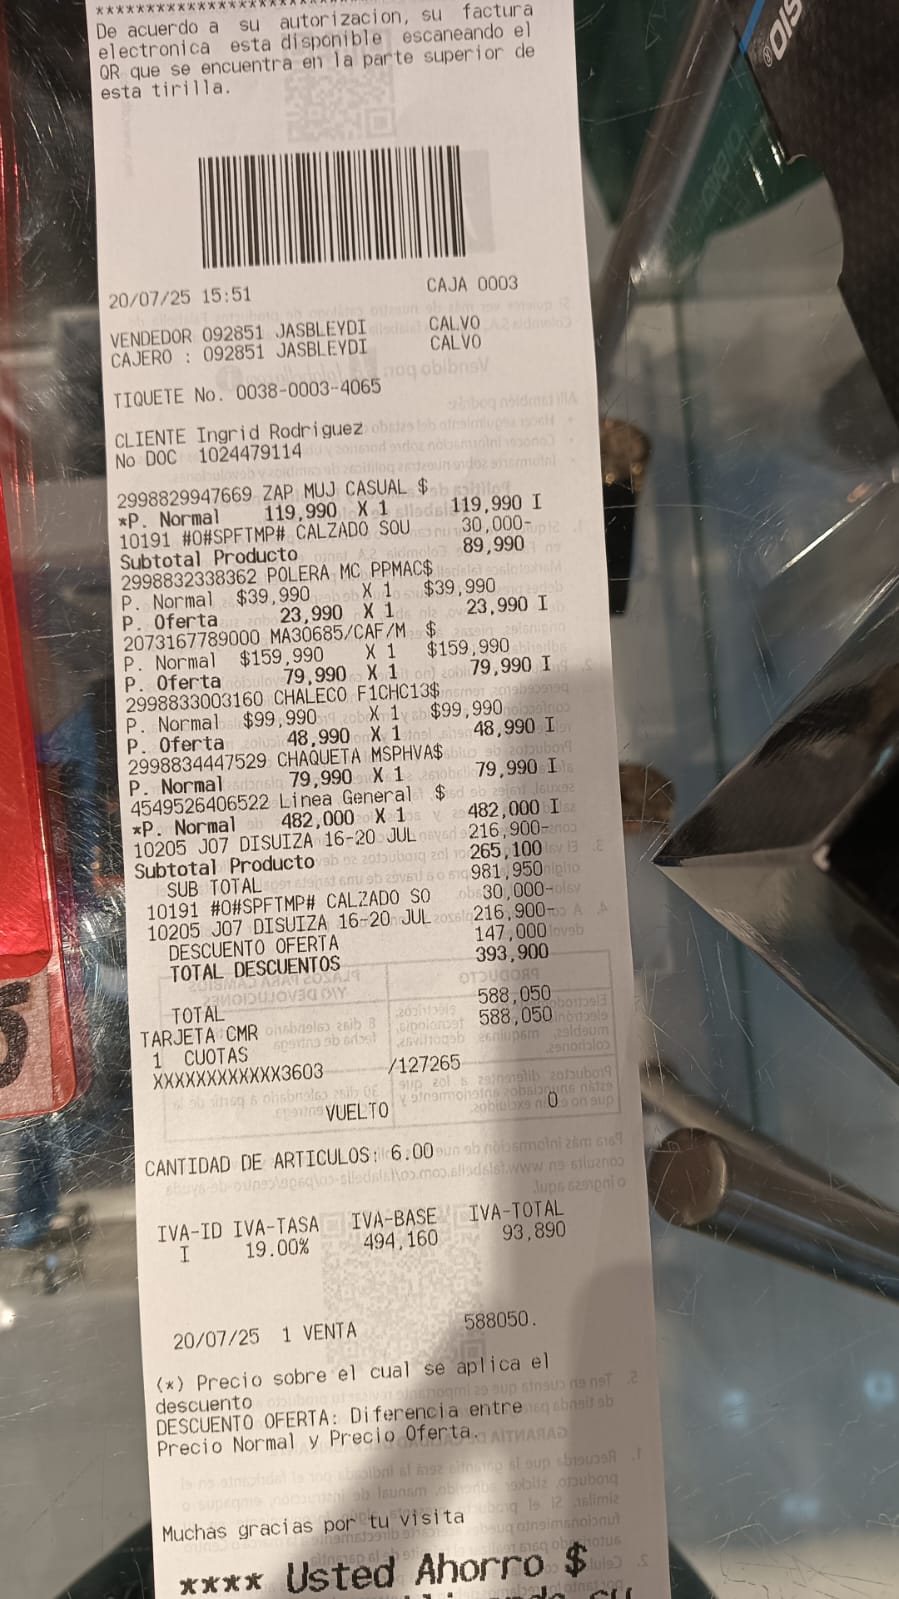 ************************************
De acuerdo a su autorizacion, su factura
electronica esta disponible escaneando el
QR que se encuentra en la parte superior de
esta tirilla.
20/07/25 15:51 CAJA 0003
VENDEDOR 092851 JASBLEYDI CALVO
CAJERO : 092851 JASBLEYDI CALVO
TIQUETE No. 0038-0003-4065
CLIENTE Ingrid Rodriguez
No DOC 1024479114
2998829947669 ZAP MUJ CASUAL $
*P. Normal 119,990 X 1 119,990 I
10191 #O#SPFTMP# CALZADO SOU 30,000-
Subtotal Producto 89,990
2998832338362 POLERA MC PPMAC$
P. Normal $39,990 X 1 $39,990
P. Oferta 23,990 X 1 23,990 I
2073167789000 MA30685/CAF/M $
P. Normal $159,990 X 1 $159,990
P. Oferta 79,990 X 1 79,990 I
2998833003160 CHALECO F1CHC13$
P. Normal $99,990 X 1 $99,990
P. Oferta 48,990 X 1 48,990 I
2998834447529 CHAQUETA MSPHVA$
P. Normal 79,990 X 1 79,990 I
4549526406522 Linea General $
*P. Normal 482,000 X 1 482,000 I
10205 J07 DISUIZA 16-20 JUL 216,900-
Subtotal Producto 265,100
SUB TOTAL 981,950
10191 #O#SPFTMP# CALZADO SO 30,000-
10205 J07 DISUIZA 16-20 JUL 216,900-
DESCUENTO OFERTA 147,000
TOTAL DESCUENTOS 393,900
TOTAL 588,050
TARJETA CMR 588,050
1 CUOTAS
XXXXXXXXXXXX3603 /127265
VUELTO 0
CANTIDAD DE ARTICULOS: 6.00
IVA-ID IVA-TASA IVA-BASE IVA-TOTAL
I 19.00% 494,160 93,890
20/07/25 1 VENTA 588050.
(*) Precio sobre el cual se aplica el
descuento
DESCUENTO OFERTA: Diferencia entre
Precio Normal y Precio Oferta.
Muchas gracias por tu visita
**** Usted Ahorro $